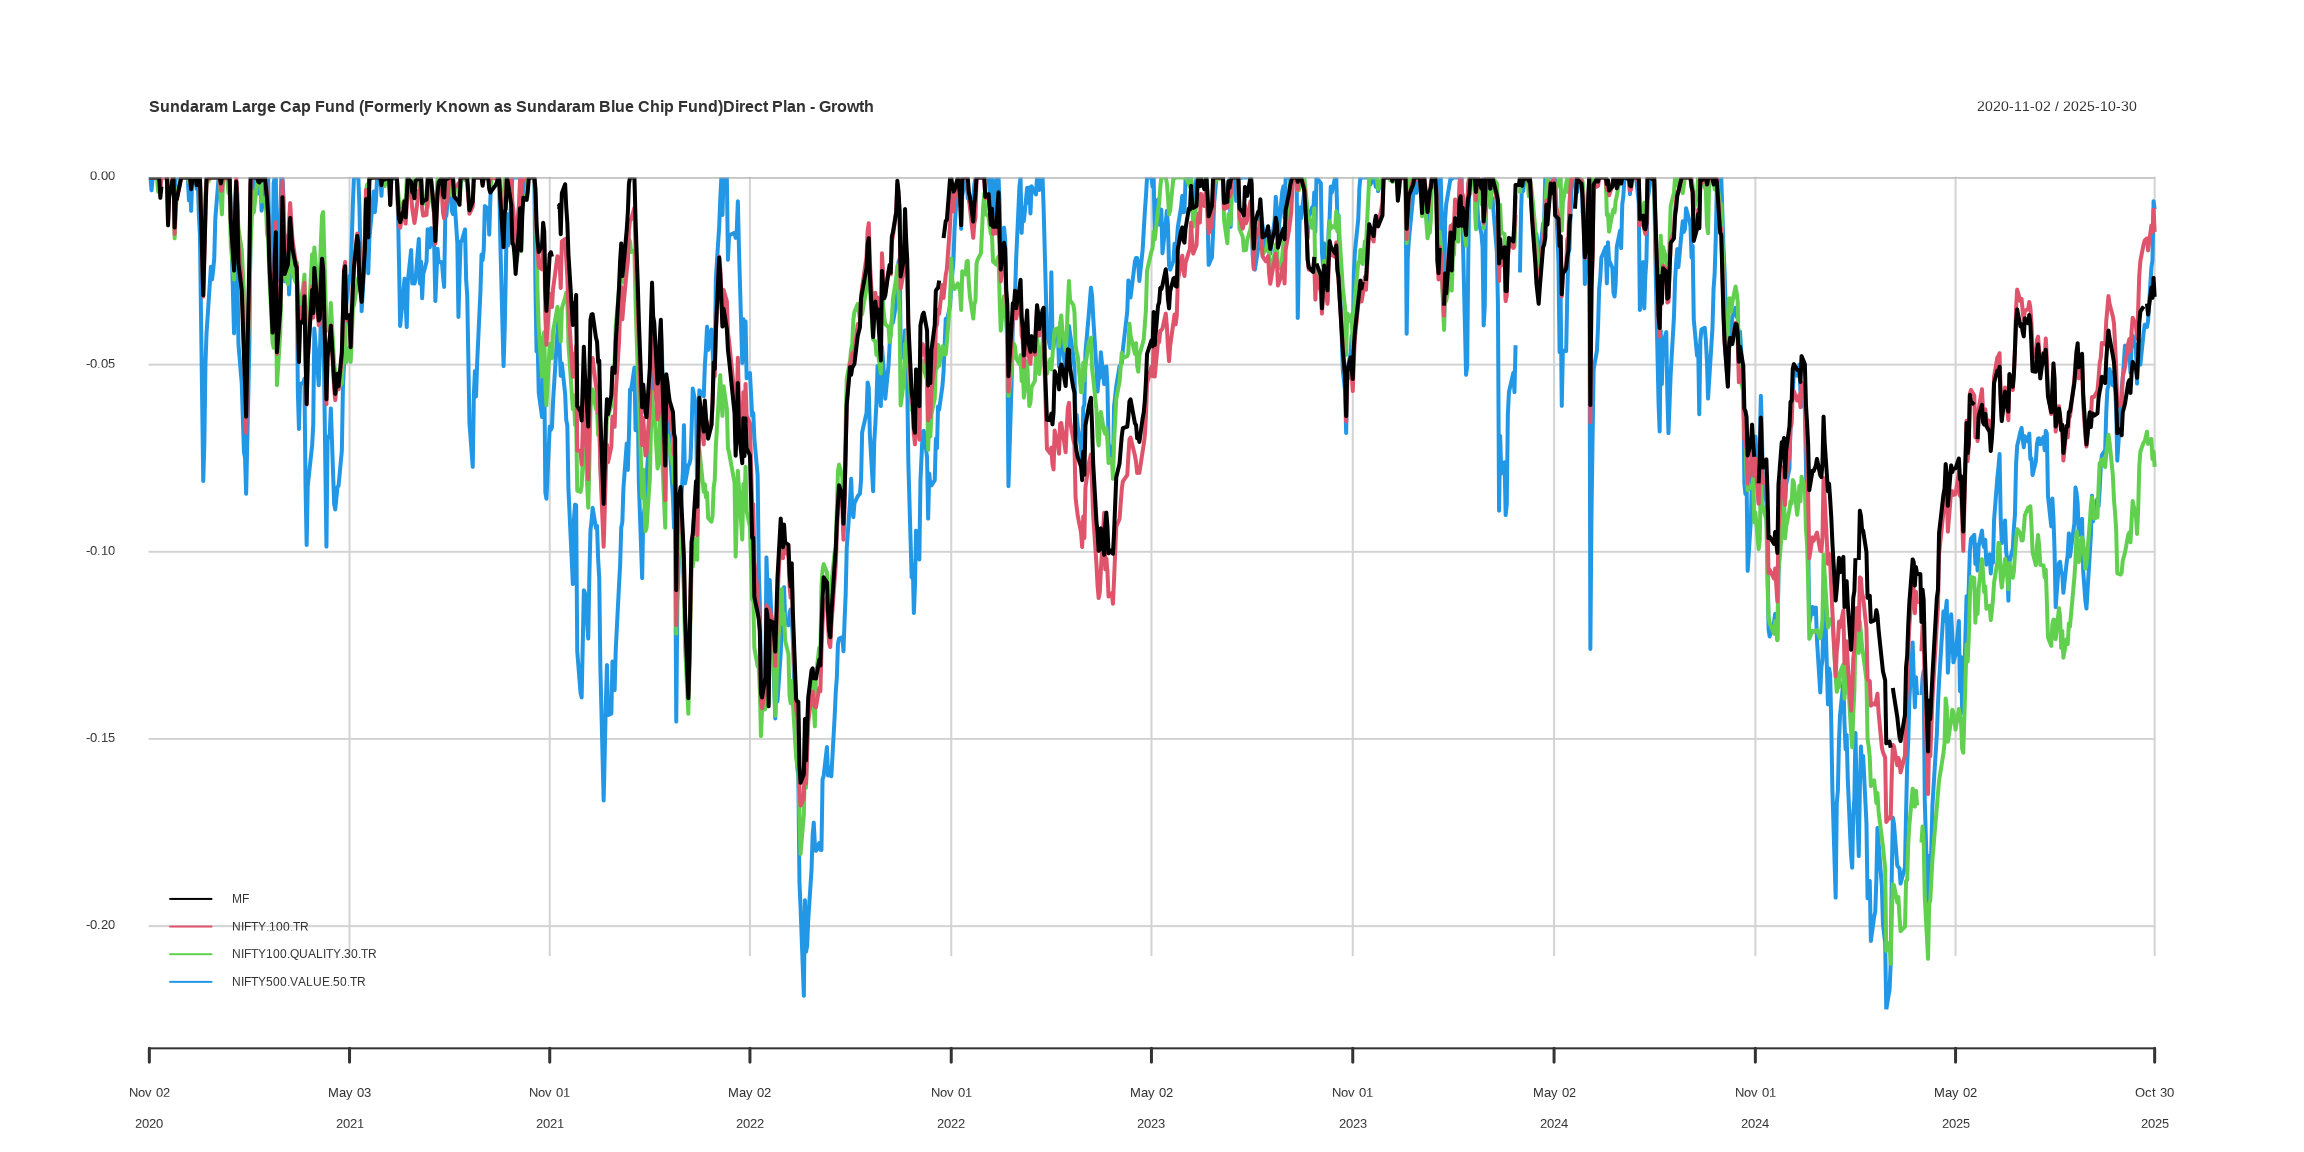 Sundaram Large Cap Fund (Formerly Known as Sundaram Blue Chip Fund)Direct Plan - Growth
2020-11-02 / 2025-10-30
0.00
-0.05
-0.10
-0.15
-0.20
MF
NIFTY.100.TR
NIFTY100.QUALITY.30.TR
NIFTY500.VALUE.50.TR
Nov 02 May 03 Nov 01 May 02 Nov 01 May 02 Nov 01 May 02 Nov 01 May 02 Oct 30
2020 2021 2021 2022 2022 2023 2023 2024 2024 2025 2025